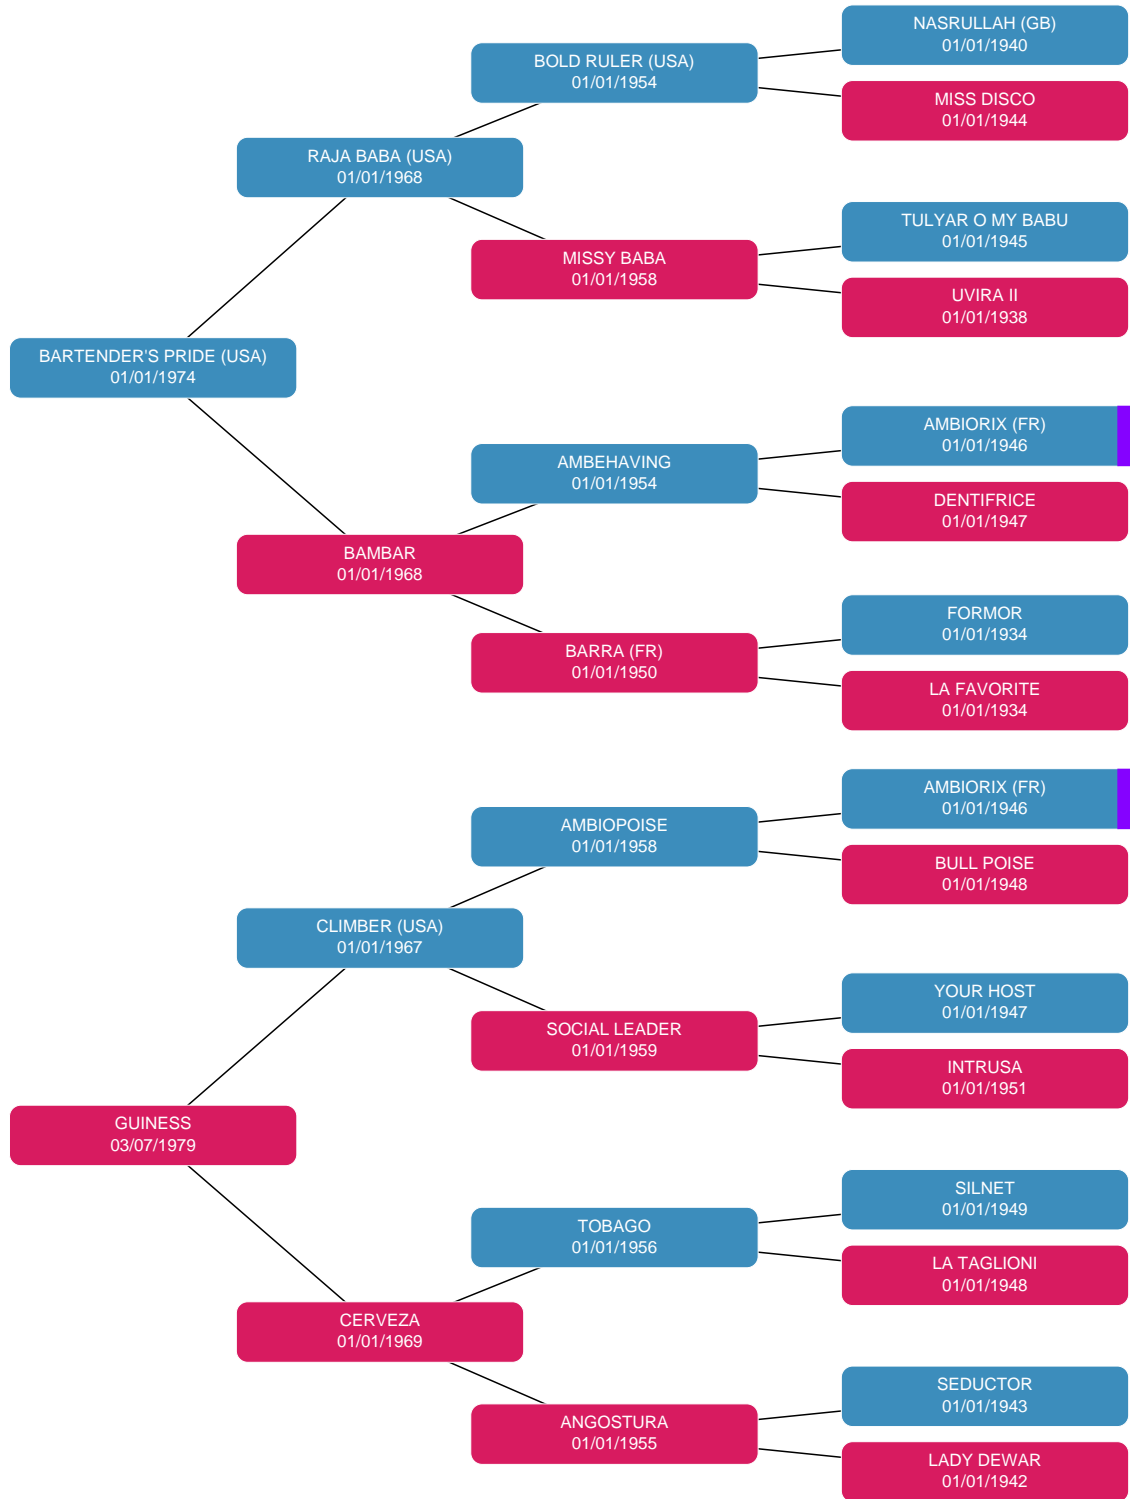 NASRULLAH (GB)
01/01/1940
BOLD RULER (USA)
01/01/1954
MISS DISCO
01/01/1944
RAJA BABA (USA)
01/01/1968
TULYAR O MY BABU
01/01/1945
MISSY BABA
01/01/1958
UVIRA II
01/01/1938
BARTENDER'S PRIDE (USA)
01/01/1974
AMBIORIX (FR)
01/01/1946
AMBEHAVING
01/01/1954
DENTIFRICE
01/01/1947
BAMBAR
01/01/1968
FORMOR
01/01/1934
BARRA (FR)
01/01/1950
LA FAVORITE
01/01/1934
AMBIORIX (FR)
01/01/1946
AMBIOPOISE
01/01/1958
BULL POISE
01/01/1948
CLIMBER (USA)
01/01/1967
YOUR HOST
01/01/1947
SOCIAL LEADER
01/01/1959
INTRUSA
01/01/1951
GUINESS
03/07/1979
SILNET
01/01/1949
TOBAGO
01/01/1956
LA TAGLIONI
01/01/1948
CERVEZA
01/01/1969
SEDUCTOR
01/01/1943
ANGOSTURA
01/01/1955
LADY DEWAR
01/01/1942